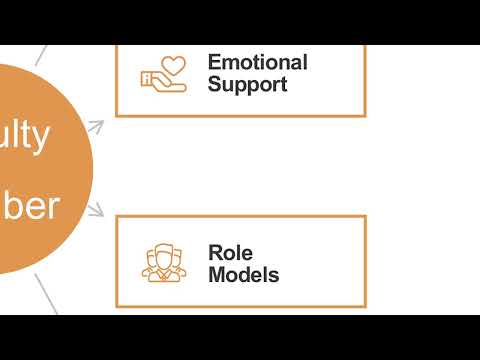 Emotional
Support
ulty
ber
Role
Models